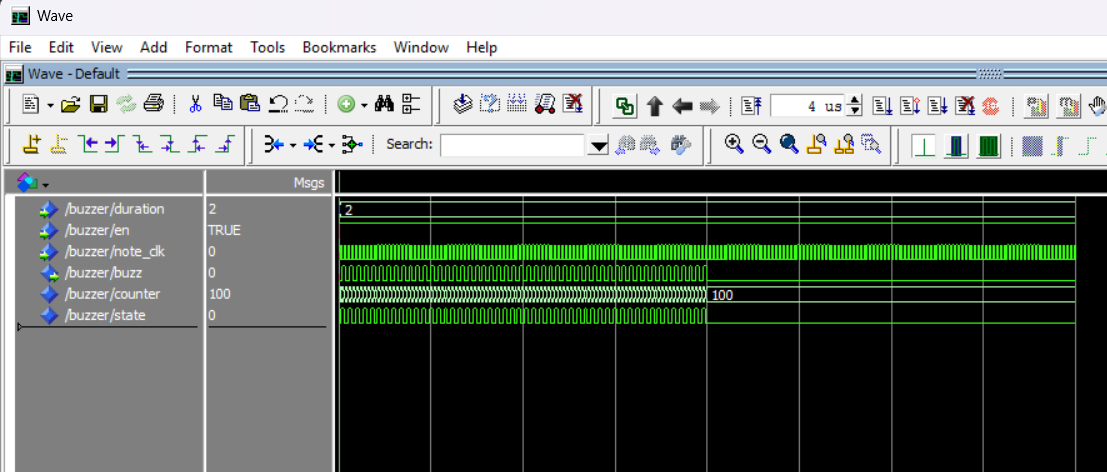 Wave
File Edit View Add Format Tools Bookmarks Window Help
Wave - Default
4 us
Search:
Msgs
/buzzer/duration 2 2
/buzzer/en TRUE
/buzzer/note_clk 0
/buzzer/buzz 0
/buzzer/counter 100 100
/buzzer/state 0